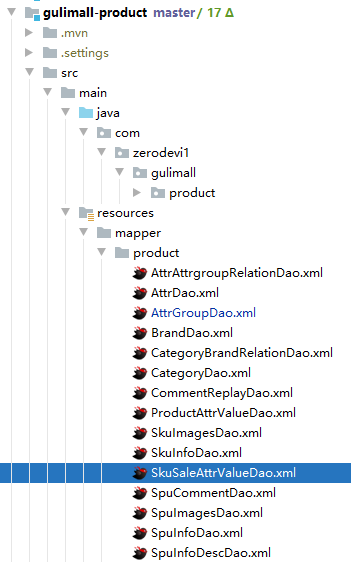 gulimall-product master / 17 Δ
.mvn
.settings
src
main
java
com
zerodevi1
gulimall
product
resources
mapper
product
AttrAttrgroupRelationDao.xml
AttrDao.xml
AttrGroupDao.xml
BrandDao.xml
CategoryBrandRelationDao.xml
CategoryDao.xml
CommentReplayDao.xml
ProductAttrValueDao.xml
SkuImagesDao.xml
SkuInfoDao.xml
SkuSaleAttrValueDao.xml
SpuCommentDao.xml
SpuImagesDao.xml
SpuInfoDao.xml
SpuInfoDescDao.xml